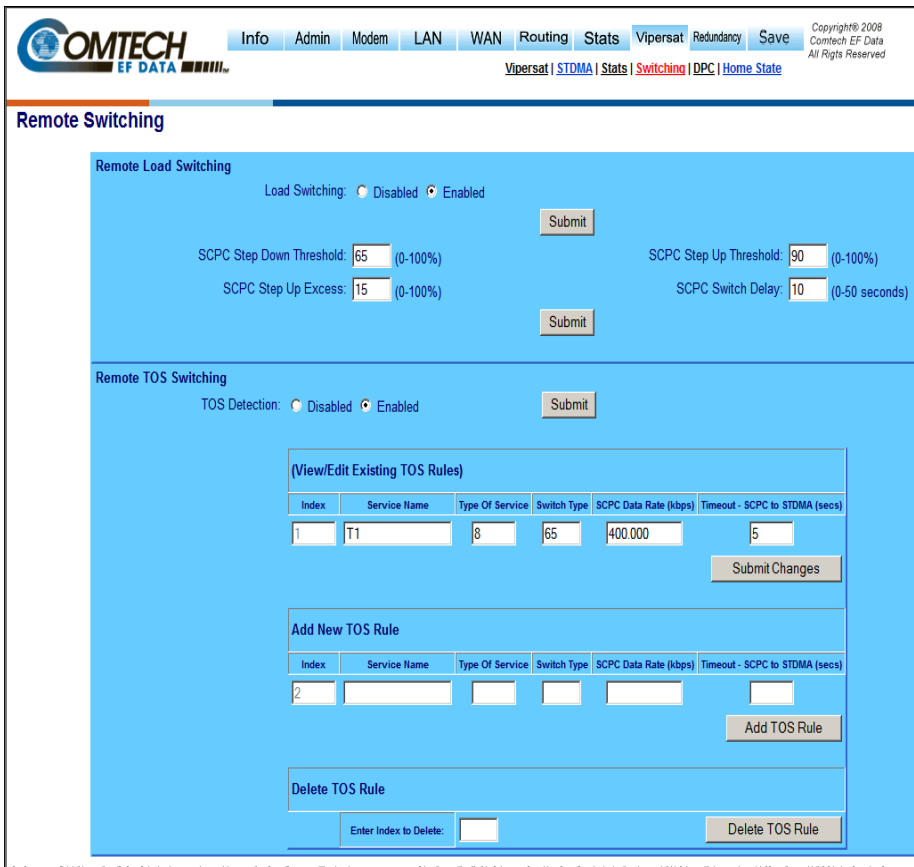 COMTECH
EF DATA
Info Admin Modem LAN WAN Routing Stats Vipersat Redundancy Save
Copyright® 2008
Comtech EF Data
All Rigts Reserved
Vipersat | STDMA | Stats | Switching | DPC | Home State
Remote Switching
Remote Load Switching
Load Switching: Disabled Enabled
Submit
SCPC Step Down Threshold: 65 (0-100%) SCPC Step Up Threshold: 90 (0-100%)
SCPC Step Up Excess: 15 (0-100%) SCPC Switch Delay: 10 (0-50 seconds)
Submit
Remote TOS Switching
TOS Detection: Disabled Enabled Submit
(View/Edit Existing TOS Rules)
Index Service Name Type Of Service Switch Type SCPC Data Rate (kbps) Timeout - SCPC to STDMA (secs)
1 T1 8 65 400.000 5
Submit Changes
Add New TOS Rule
Index Service Name Type Of Service Switch Type SCPC Data Rate (kbps) Timeout - SCPC to STDMA (secs)
2
Add TOS Rule
Delete TOS Rule
Enter Index to Delete: Delete TOS Rule